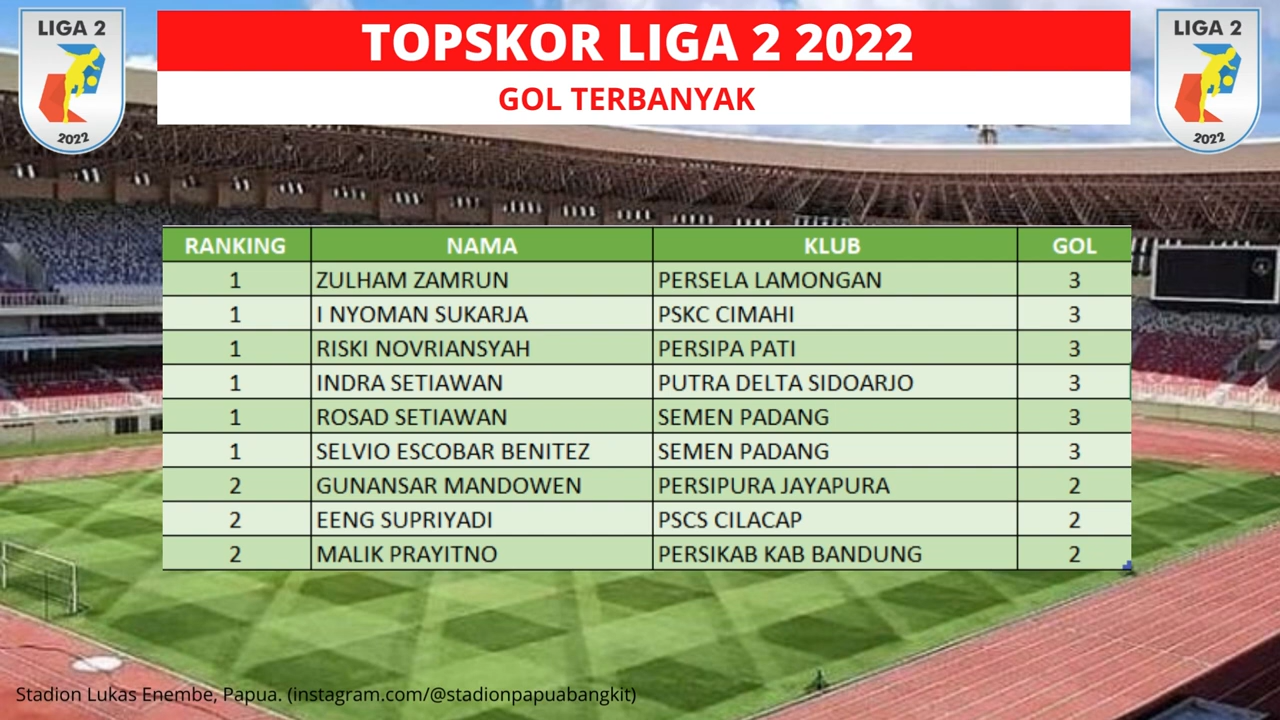 LIGA 2
2022
TOPSKOR LIGA 2 2022
GOL TERBANYAK
LIGA 2
2022
RANKING NAMA KLUB GOL
1 ZULHAM ZAMRUN PERSELA LAMONGAN 3
1 I NYOMAN SUKARJA PSKC CIMAHI 3
1 RISKI NOVRIANSYAH PERSIPA PATI 3
1 INDRA SETIAWAN PUTRA DELTA SIDOARJO 3
1 ROSAD SETIAWAN SEMEN PADANG 3
1 SELVIO ESCOBAR BENITEZ SEMEN PADANG 3
2 GUNANSAR MANDOWEN PERSIPURA JAYAPURA 2
2 EENG SUPRIYADI PSCS CILACAP 2
2 MALIK PRAYITNO PERSIKAB KAB BANDUNG 2
Stadion Lukas Enembe, Papua. (instagram.com/@stadionpapuabangkit)